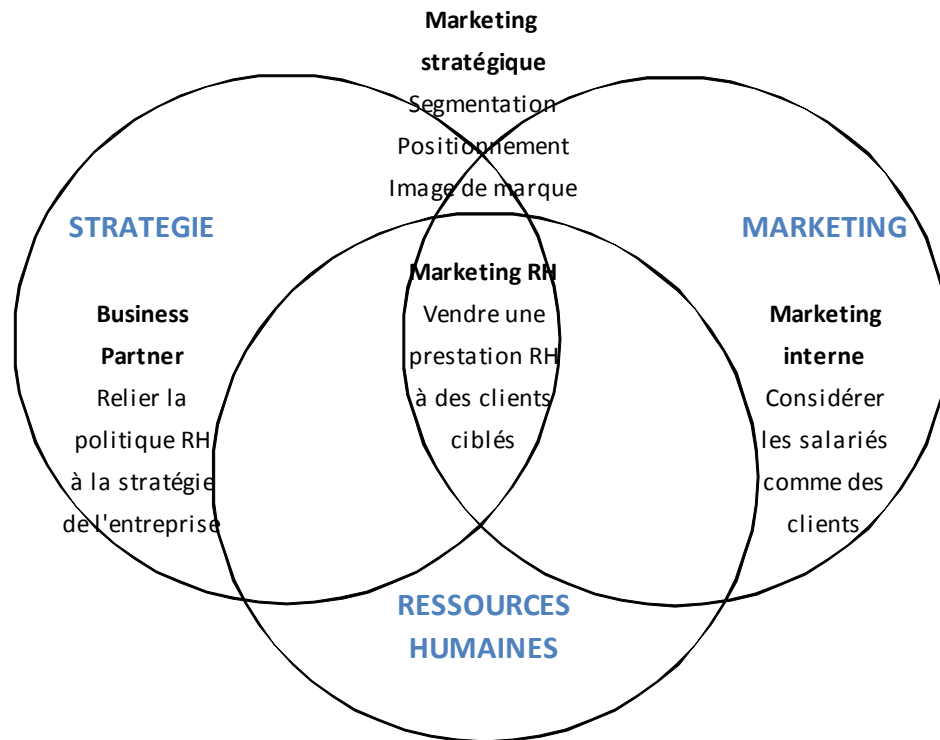 Marketing
stratégique
Segmentation
Positionnement
Image de marque
STRATEGIE
MARKETING
Marketing RH
Vendre une
prestation RH
à des clients
ciblés
Business
Partner
Relier la
politique RH
à la stratégie
de l'entreprise
Marketing
interne
Considérer
les salariés
comme des
clients
RESSOURCES
HUMAINES